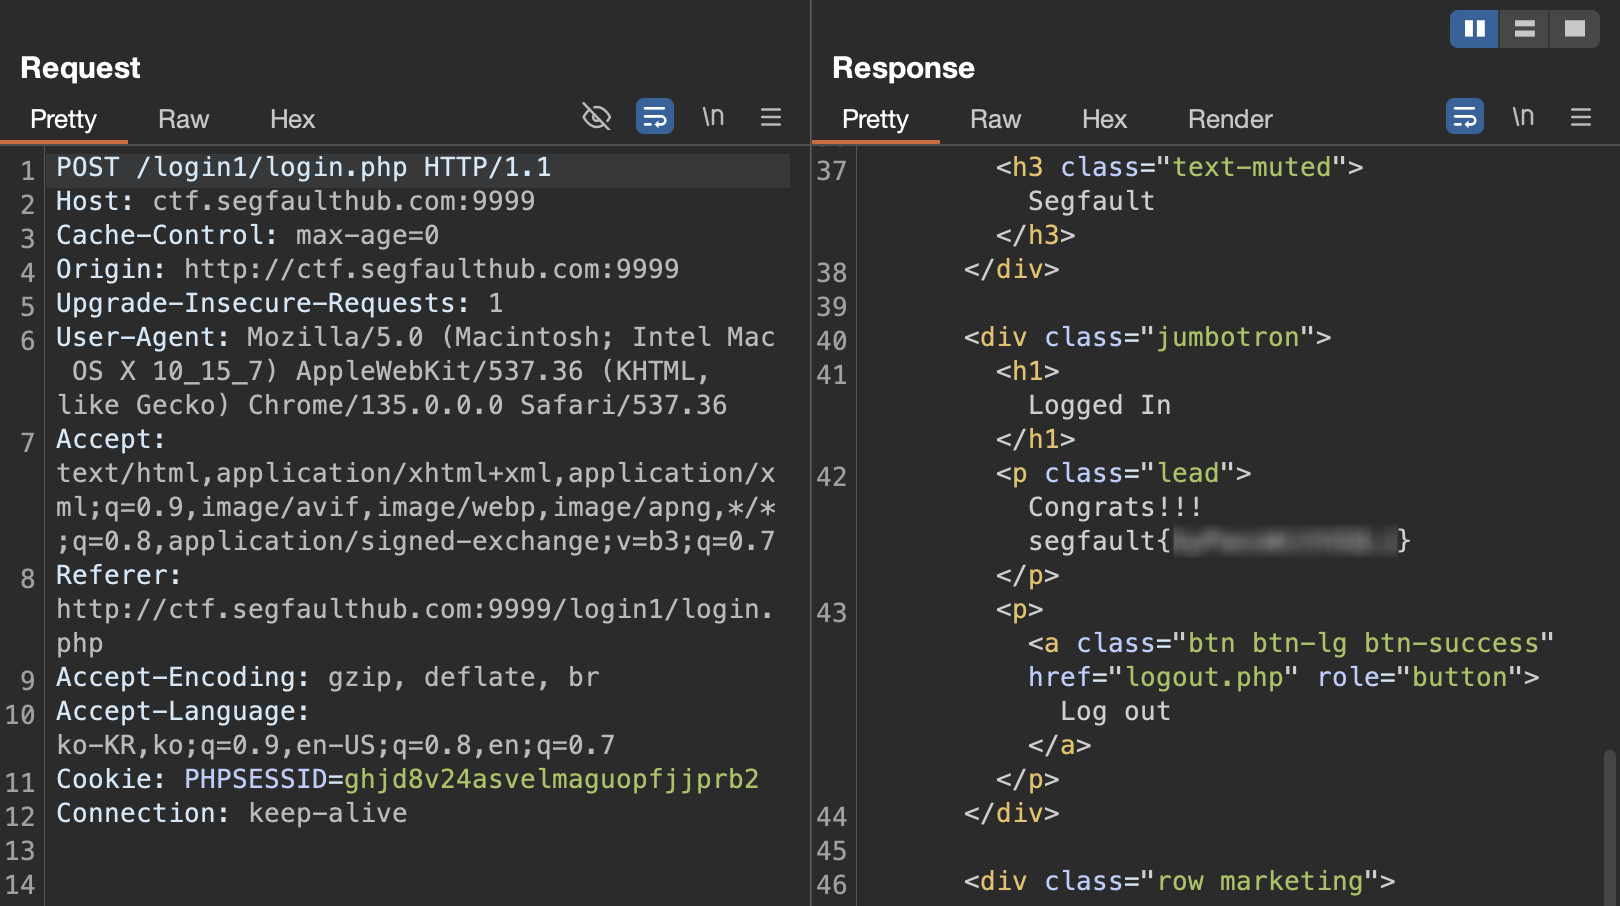 Request
Pretty Raw Hex \n
1 POST /login1/login.php HTTP/1.1
2 Host: ctf.segfaulthub.com:9999
3 Cache-Control: max-age=0
4 Origin: http://ctf.segfaulthub.com:9999
5 Upgrade-Insecure-Requests: 1
6 User-Agent: Mozilla/5.0 (Macintosh; Intel Mac
OS X 10_15_7) AppleWebKit/537.36 (KHTML,
like Gecko) Chrome/135.0.0.0 Safari/537.36
7 Accept:
text/html,application/xhtml+xml,application/x
ml;q=0.9,image/avif,image/webp,image/apng,*/*
;q=0.8,application/signed-exchange;v=b3;q=0.7
8 Referer:
http://ctf.segfaulthub.com:9999/login1/login.
php
9 Accept-Encoding: gzip, deflate, br
10 Accept-Language:
ko-KR,ko;q=0.9,en-US;q=0.8,en;q=0.7
11 Cookie: PHPSESSID=ghjd8v24asvelmaguopfjjprb2
12 Connection: keep-alive
13
14
Response
Pretty Raw Hex Render \n
37 <h3 class="text-muted">
Segfault
</h3>
38 </div>
39
40 <div class="jumbotron">
41 <h1>
Logged In
</h1>
42 <p class="lead">
Congrats!!!
segfault{}
</p>
43 <p>
<a class="btn btn-lg btn-success"
href="logout.php" role="button">
Log out
</a>
</p>
44 </div>
45
46 <div class="row marketing">